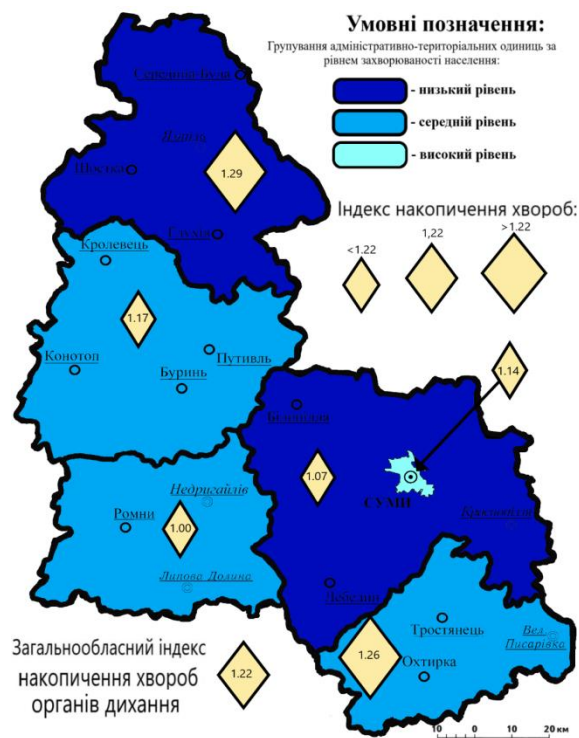 Умовні позначення:
Групування адміністративно-територіальних одиниць за
рівнем захворюваності населення:
- низький рівень
- середній рівень
- високий рівень
Індекс накопичення хвороб:
<1.22
1,22
>1.22
Середина-Буда
Ямпіль
Шостка
1.29
Глухів
Кролевець
1.17
Конотоп
Путивль
Буринь
1.14
Білопілля
1.07
СУМИ
Краснопілля
Недригайлів
Ромни
1.00
Липова Долина
Лебедин
Тростянець
Вел.
Писарівка
1.26
Охтирка
Загальнообласний індекс
накопичення хвороб
органів дихання
1.22
10 0 10 20 км